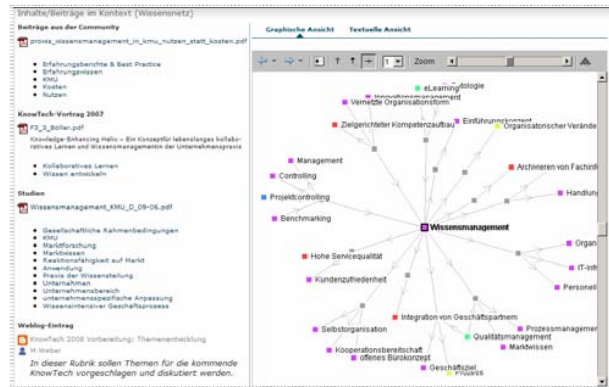 Inhalte/Beiträge im Kontext (Wissensnetz)
Beiträge aus der Community
prowis_wissensmanagement_in_kmu_nutzen_statt_kosten.pdf
Erfahrungsberichte & Best Practice
Erfahrungswissen
KMU
Kosten
Nutzen
KnowTech-Vortrag 2007
F3_2_Bollar.pdf
Knowledge-Enhancing Helix – Ein Konzeptfür lebenslanges kollabo-
ratives Lernen und Wissensmanagementin der Unternehmenspraxis
Kollaboratives Lernen
Wissen entwickeln
Studien
Wissensmanagement_KMU_D_09-06.pdf
Gesellschaftliche Rahmenbedingungen
KMU
Marktforschung
Marktwissen
Reaktionsfähigkeit auf Markt
Anwendung
Praxis der Wissensteilung
Unternehmen
Unternehmensbereich
unternehmensspezifische Anpassung
Wissensintensiver Geschäftsprozess
Weblog-Eintrag
KnowTech 2008 Vorbereitung: Themenentwicklung
M.Weber
In dieser Rubrik sollen Themen für die kommende
KnowTech vorgeschlagen und diskutiert werden.
Graphische Ansicht
Textuelle Ansicht
1
Zoom
eLearning
Innovationsmanagement
Vernetzte Organisationsform
Zielgerichteter Kompetenzaufbau
Einführungskonzept
Organisatorischer Verände
Management
Controlling
Archivieren von Fachinfo
Projektcontrolling
Handlun
Benchmarking
Wissensmanagement
Hohe Servicequalität
Organ
IT-Infr
Kundenzufriedenheit
Personell
Integration von Geschäftspartnern
Selbstorganisation
Prozessmanagemen
Qualitätsmanagement
Kooperationsbereitschaft
Marktwissen
offenes Bürokonzept
Geschäftsziel
Prozess